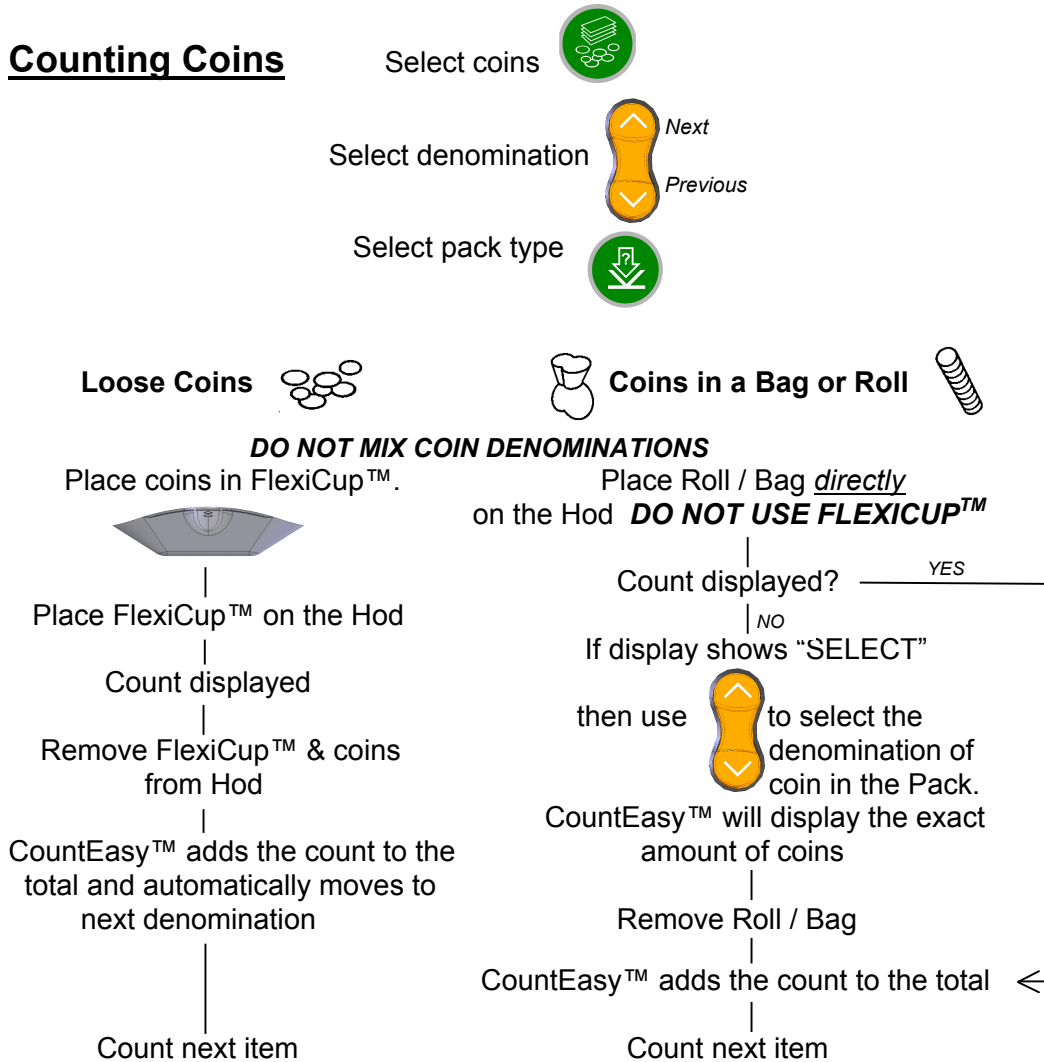 Counting Coins
Select coins
Next
Select denomination
Previous
Select pack type
?
Loose Coins
Coins in a Bag or Roll
DO NOT MIX COIN DENOMINATIONS
Place coins in FlexiCup™.
Place FlexiCup™ on the Hod
Count displayed
Remove FlexiCup™ & coins
from Hod
CountEasy™ adds the count to the
total and automatically moves to
next denomination
Count next item
Place Roll / Bag directly
on the Hod DO NOT USE FLEXICUP™
Count displayed?
YES
NO
If display shows “SELECT”
then use to select the
denomination of
coin in the Pack.
CountEasy™ will display the exact
amount of coins
Remove Roll / Bag
CountEasy™ adds the count to the total
Count next item